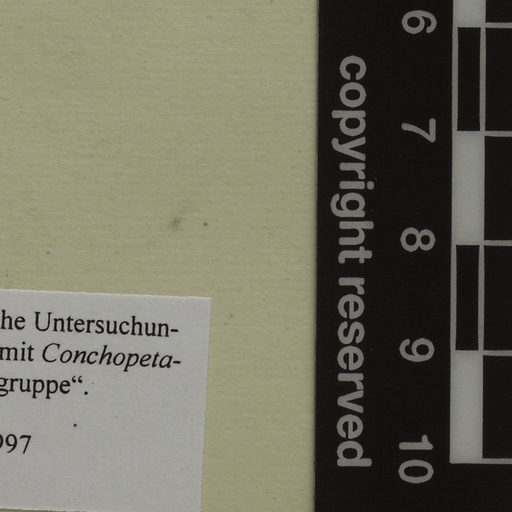 he Untersuchun-
mit Conchopeta-
gruppe“.
997
copyright reserved
6
7
8
9
10